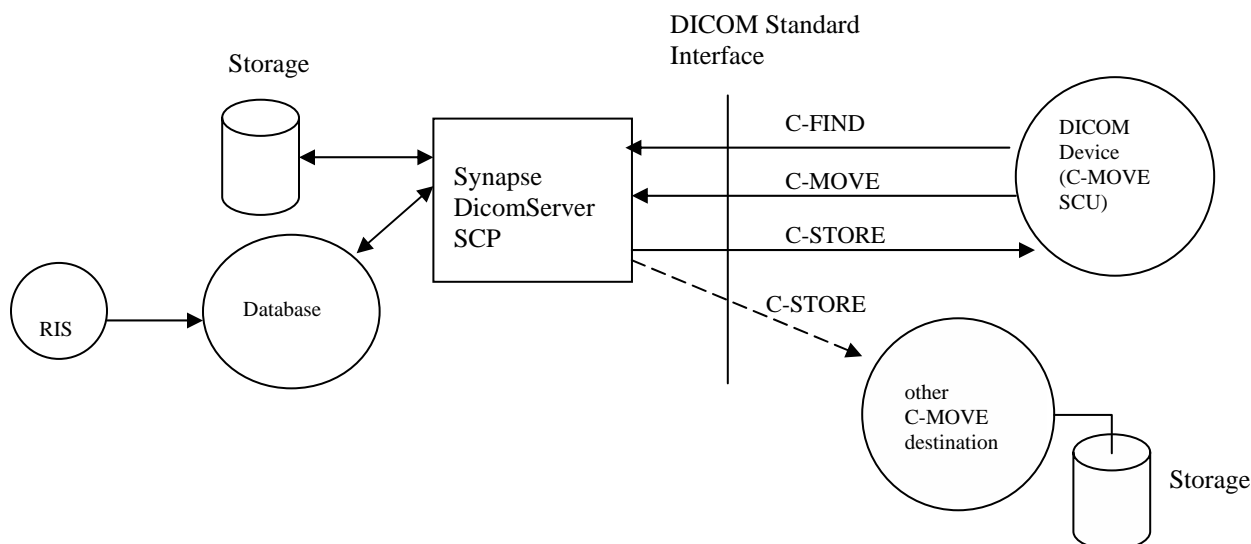 DICOM Standard
Interface
Storage
C-FIND
DICOM
Device
(C-MOVE
SCU)
Synapse
DicomServer
SCP
C-MOVE
C-STORE
C-STORE
Database
RIS
other
C-MOVE
destination
Storage